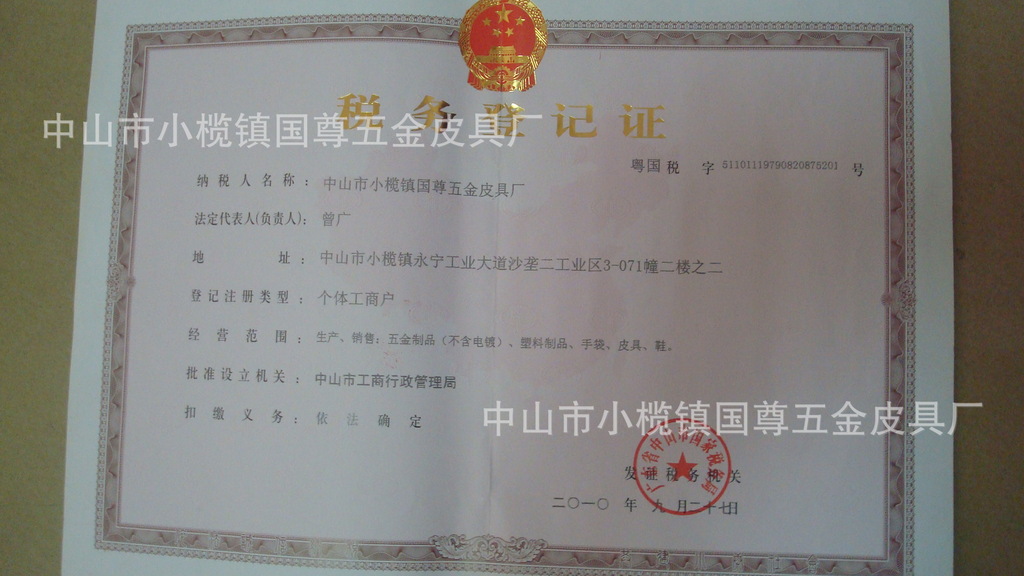 税务登记证
中山市小榄镇国尊五金皮具厂
粤国税 字 51101119790820875201 号
纳税人名称：中山市小榄镇国尊五金皮具厂
法定代表人(负责人)：曾广
地 址：中山市小榄镇永宁工业大道沙垄二工业区3-071幢二楼之二
登记注册类型：个体工商户
经营范围：生产、销售：五金制品（不含电镀）、塑料制品、手袋、皮具、鞋。
批准设立机关：中山市工商行政管理局
扣缴义务：依法确定
中山市小榄镇国尊五金皮具厂
发证税务机关
二〇一〇 年 九 月二十七日